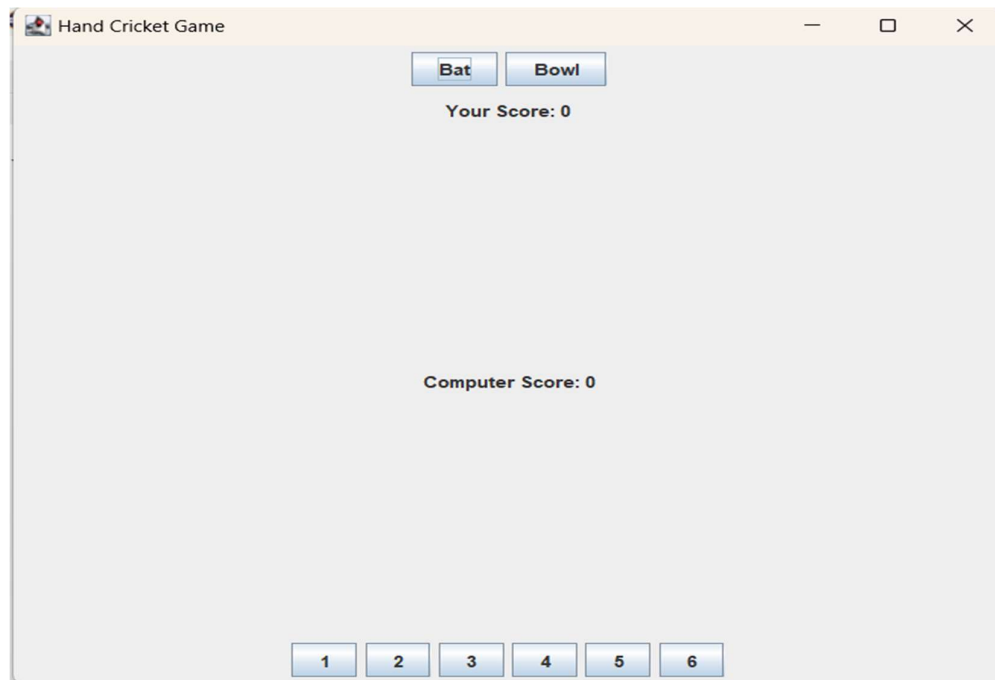 Hand Cricket Game
Bat Bowl
Your Score: 0
Computer Score: 0
1 2 3 4 5 6